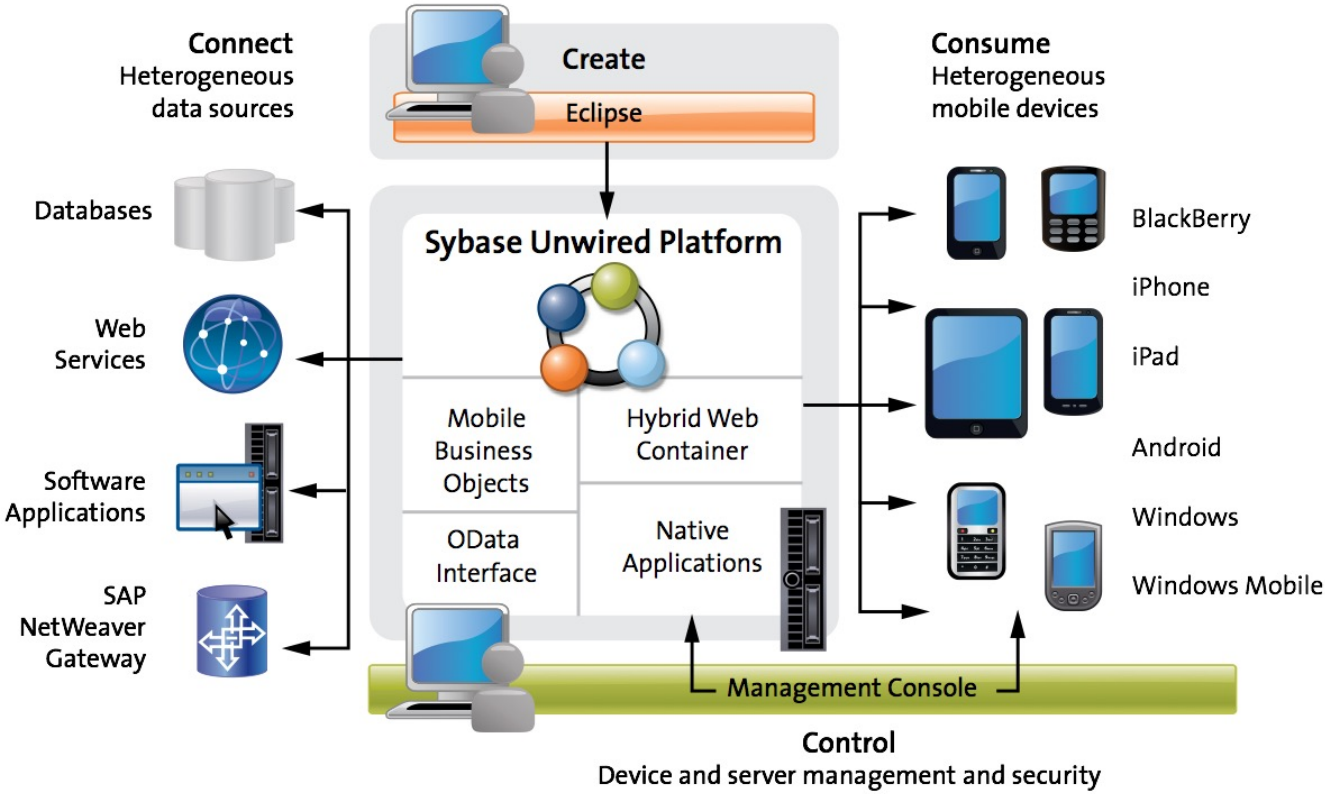 Connect
Heterogeneous
data sources
Databases
Web
Services
Software
Applications
SAP
NetWeaver
Gateway
Create
Eclipse
Sybase Unwired Platform
Mobile
Business
Objects
OData
Interface
Hybrid Web
Container
Native
Applications
Consume
Heterogeneous
mobile devices
BlackBerry
iPhone
iPad
Android
Windows
Windows Mobile
Management Console
Control
Device and server management and security